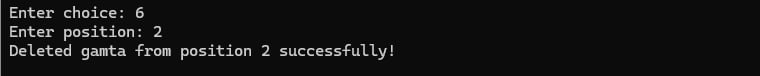 Enter choice: 6
Enter position: 2
Deleted gamta from position 2 successfully!